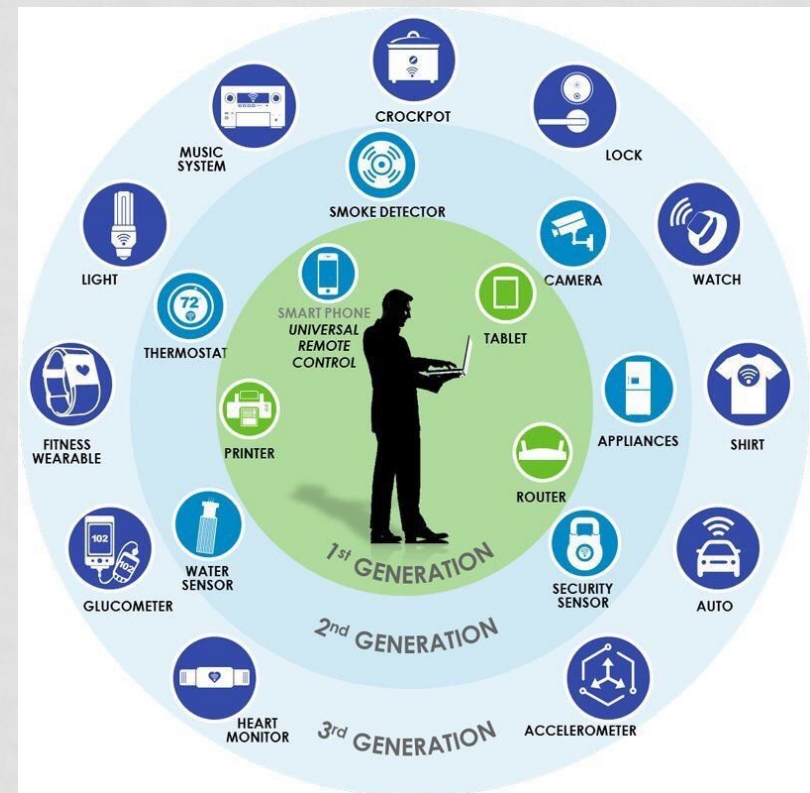 CROCKPOT
MUSIC
SYSTEM
LOCK
SMOKE DETECTOR
LIGHT
CAMERA
WATCH
72
THERMOSTAT
SMART PHONE
UNIVERSAL
REMOTE
CONTROL
TABLET
FITNESS
WEARABLE
PRINTER
APPLIANCES
SHIRT
ROUTER
102
102
GLUCOMETER
WATER
SENSOR
SECURITY
SENSOR
AUTO
1st GENERATION
2nd GENERATION
HEART
MONITOR
3rd GENERATION
ACCELEROMETER